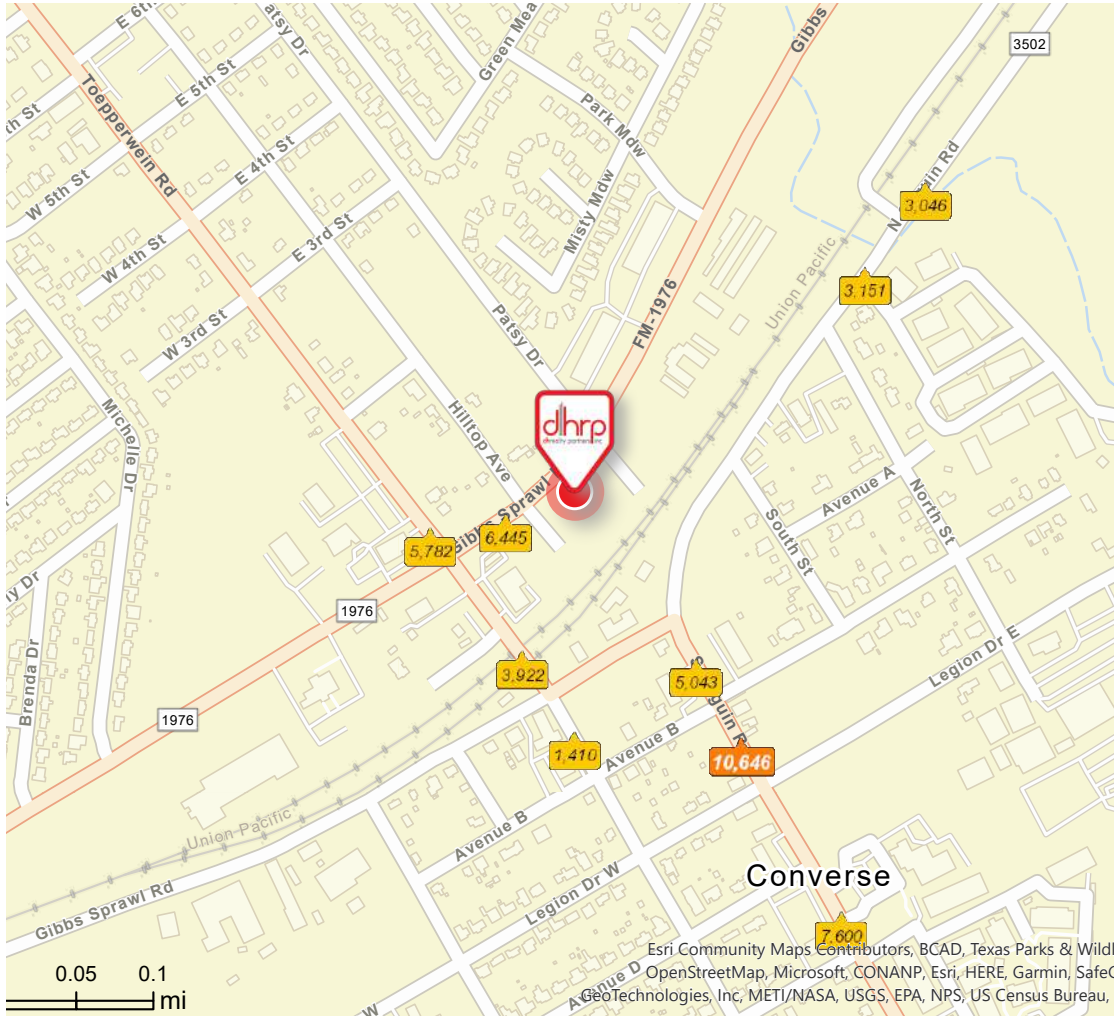 E 6th
Patsy Dr
Green Mea
Gibbs
3502
Toepperwein Rd
E 5th St
Park Mdw
th St
E 4th St
W 5th St
Misty Mdw
3,046
E 3rd St
W 4th St
Union Pacific
3,151
FM-1976
Patsy Dr
W 3rd St
Michelle Dr
Hilltop Ave
dhrp
Avenue A
North St
South St
Gibbs Sprawl
6,445
5,782
1976
Legion Dr E
Brenda Dr
3,922
5,043
1976
1,410
Avenue B
10,646
Union Pacific
Avenue B
Converse
Legion Dr W
Gibbs Sprawl Rd
7,600
Avenue D
0.05 0.1
mi
Esri Community Maps Contributors, BCAD, Texas Parks & Wildl
OpenStreetMap, Microsoft, CONANP, Esri, HERE, Garmin, SafeG
GeoTechnologies, Inc, METI/NASA, USGS, EPA, NPS, US Census Bureau,
W